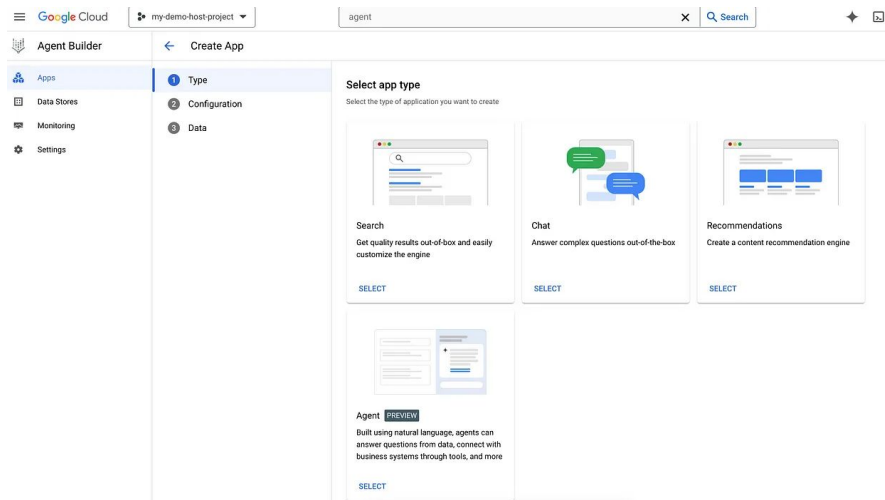 Google Cloud
my-demo-host-project
agent
Search
Agent Builder
Create App
Apps
Data Stores
Monitoring
Settings
1 Type
2 Configuration
3 Data
Select app type
Select the type of application you want to create
Search
Get quality results out-of-box and easily
customize the engine
SELECT
Chat
Answer complex questions out-of-the-box
SELECT
Recommendations
Create a content recommendation engine
SELECT
Agent PREVIEW
Built using natural language, agents can
answer questions from data, connect with
business systems through tools, and more
SELECT